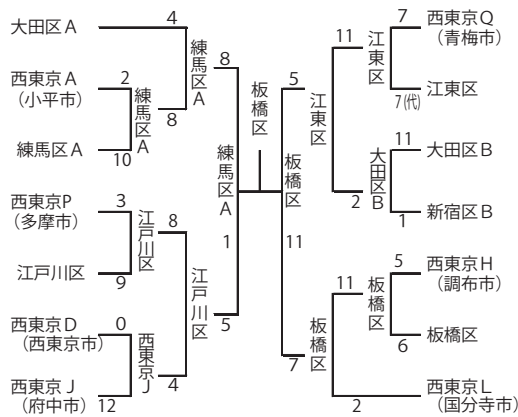 大田区A
4
西東京A
(小平市)
2
練馬区A
8
練馬区A
10
8
練馬区A
1
西東京P
(多摩市)
3
江戸川区
8
江戸川区
9
江戸川区
5
西東京D
(西東京市)
0
西東京J
4
西東京J
(府中市)
12
板橋区
板橋区
5
11
江東区
11
江東区
7
西東京Q
(青梅市)
7(代)
江東区
大田区B
2
11
大田区B
1
新宿区B
板橋区
7
11
板橋区
5
西東京H
(調布市)
6
板橋区
2
西東京L
(国分寺市)